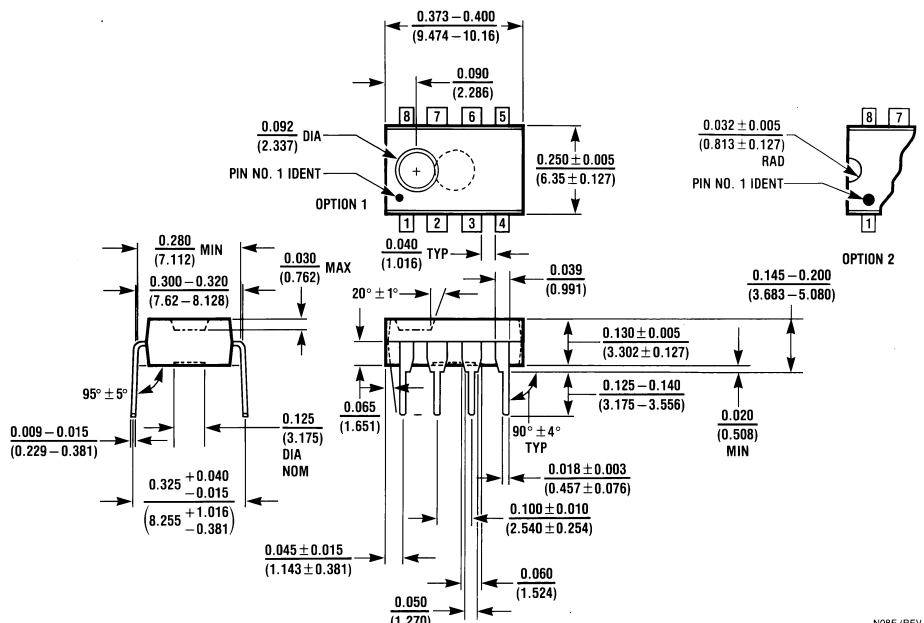 0.373 – 0.400
(9.474 – 10.16)
0.090
(2.286)
8 7 6 5
0.092 DIA
(2.337)
PIN NO. 1 IDENT
OPTION 1
1 2 3 4
0.250 ± 0.005
(6.35 ± 0.127)
0.032 ± 0.005
(0.813 ± 0.127)
RAD
PIN NO. 1 IDENT
8 7
1
OPTION 2
0.280 MIN
(7.112)
0.300 – 0.320
(7.62 – 8.128)
0.030 MAX
(0.762)
0.040 TYP
(1.016)
0.039
(0.991)
20° ± 1°
0.145 – 0.200
(3.683 – 5.080)
0.130 ± 0.005
(3.302 ± 0.127)
0.125 – 0.140
(3.175 – 3.556)
0.020
(0.508)
MIN
95° ± 5°
0.009 – 0.015
(0.229 – 0.381)
0.125
(3.175)
DIA
NOM
0.065
(1.651)
90° ± 4°
TYP
0.018 ± 0.003
(0.457 ± 0.076)
0.325 +0.040
−0.015
(8.255 +1.016
−0.381)
0.100 ± 0.010
(2.540 ± 0.254)
0.045 ± 0.015
(1.143 ± 0.381)
0.060
(1.524)
0.050
(1.270)